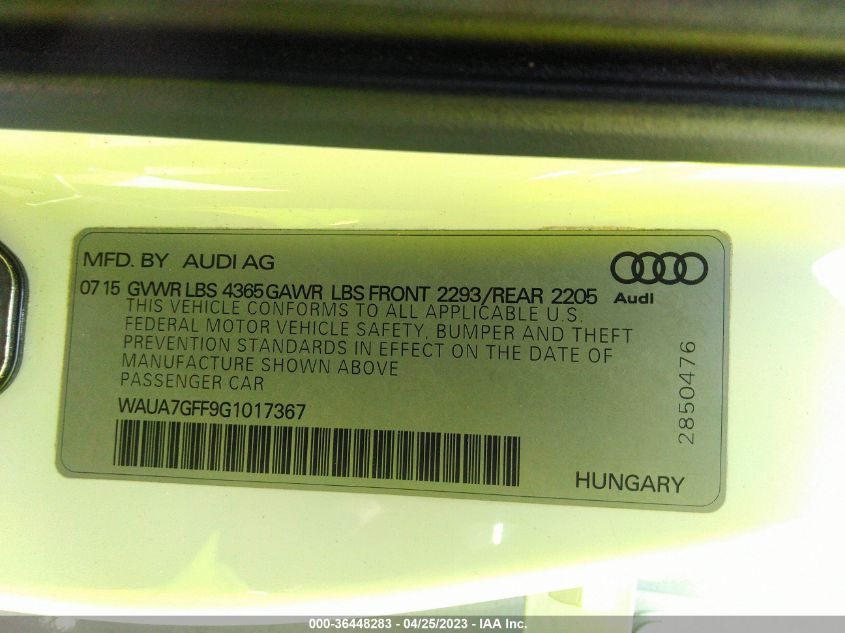 MFD. BY AUDI AG
Audi
07 15 GVWR LBS 4365 GAWR LBS FRONT 2293/REAR 2205
THIS VEHICLE CONFORMS TO ALL APPLICABLE U.S.
FEDERAL MOTOR VEHICLE SAFETY, BUMPER AND THEFT
PREVENTION STANDARDS IN EFFECT ON THE DATE OF
MANUFACTURE SHOWN ABOVE
PASSENGER CAR
WAUA7GFF9G1017367
2850476
HUNGARY
000-36448283 - 04/25/2023 - IAA Inc.